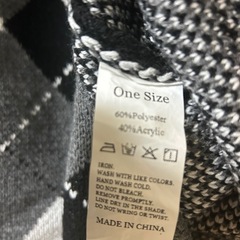 One Size
60%Polyester
40%Acrylic
IRON.
WASH WITH LIKE COLORS.
HAND WASH COLD.
DO NOT BLEACH.
REMOVE PROMPTLY.
LINE DRY IN THE SHADE.
DO NOT WRING OR TWIST.
MADE IN CHINA